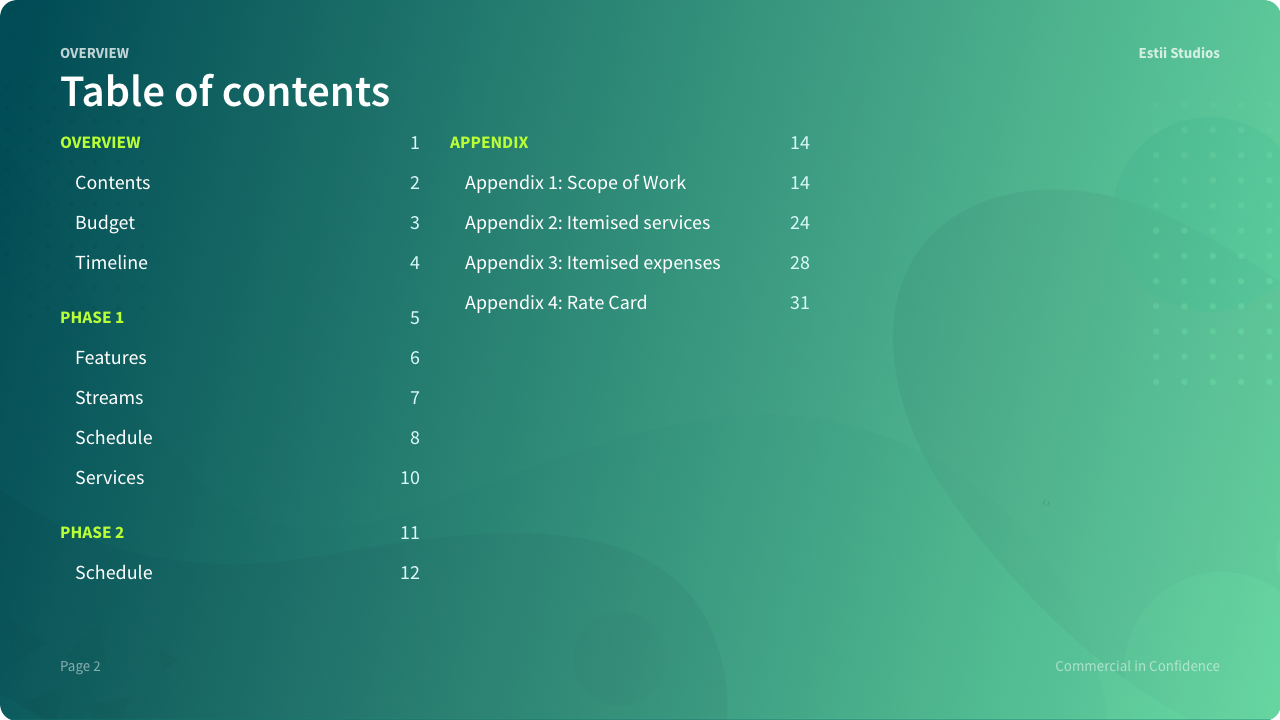 OVERVIEW
Estii Studios
Table of contents
OVERVIEW 1
Contents 2
Budget 3
Timeline 4
PHASE 1 5
Features 6
Streams 7
Schedule 8
Services 10
PHASE 2 11
Schedule 12
APPENDIX 14
Appendix 1: Scope of Work 14
Appendix 2: Itemised services 24
Appendix 3: Itemised expenses 28
Appendix 4: Rate Card 31
Page 2
Commercial in Confidence